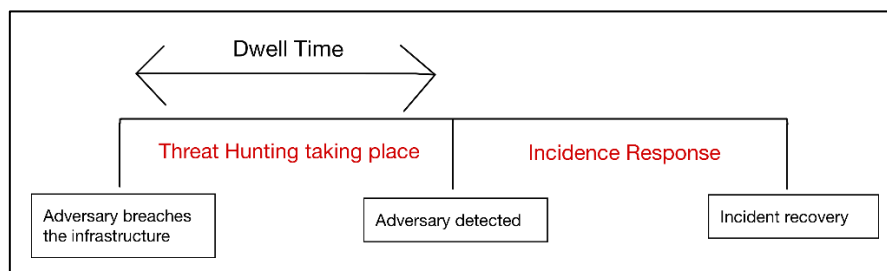 Dwell Time
Threat Hunting taking place
Incidence Response
Adversary breaches
the infrastructure
Adversary detected
Incident recovery